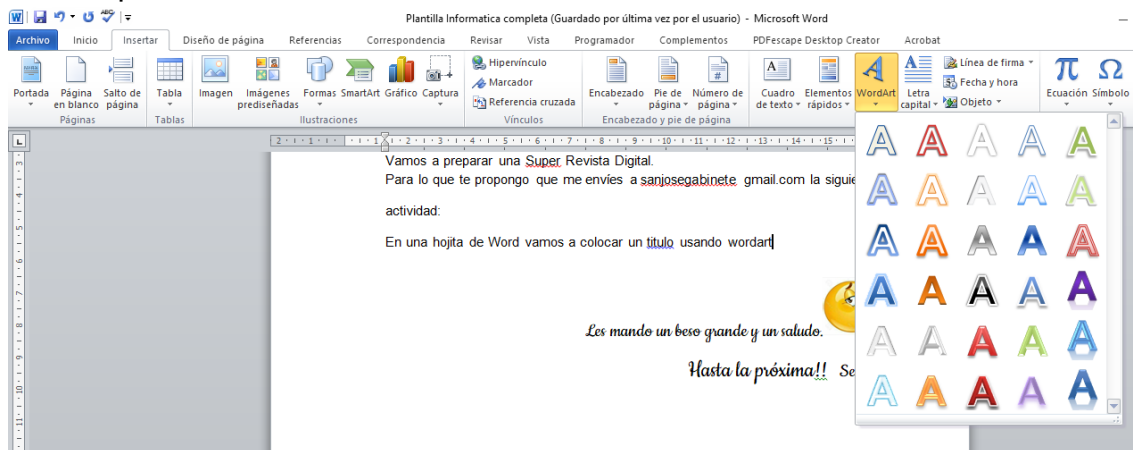 Plantilla Informatica completa (Guardado por última vez por el usuario) - Microsoft Word
Archivo Inicio Insertar Diseño de página Referencias Correspondencia Revisar Vista Programador Complementos PDFescape Desktop Creator Acrobat
Portada Página en blanco Salto de página
Páginas
Tabla
Tablas
Imagen Imágenes prediseñadas Formas SmartArt Gráfico Captura
Ilustraciones
Hipervínculo
Marcador
Referencia cruzada
Vínculos
Encabezado Pie de página Número de página
Encabezado y pie de página
Cuadro de texto Elementos rápidos WordArt Letra capital
Línea de firma
Fecha y hora
Objeto
Ecuación Símbolo
Vamos a preparar una Super Revista Digital.
Para lo que te propongo que me envíes a sanjosegabinete gmail.com la
actividad:
En una hojita de Word vamos a colocar un titulo usando wordart
Les mando un beso grande y un saludo.
Hasta la próxima!!